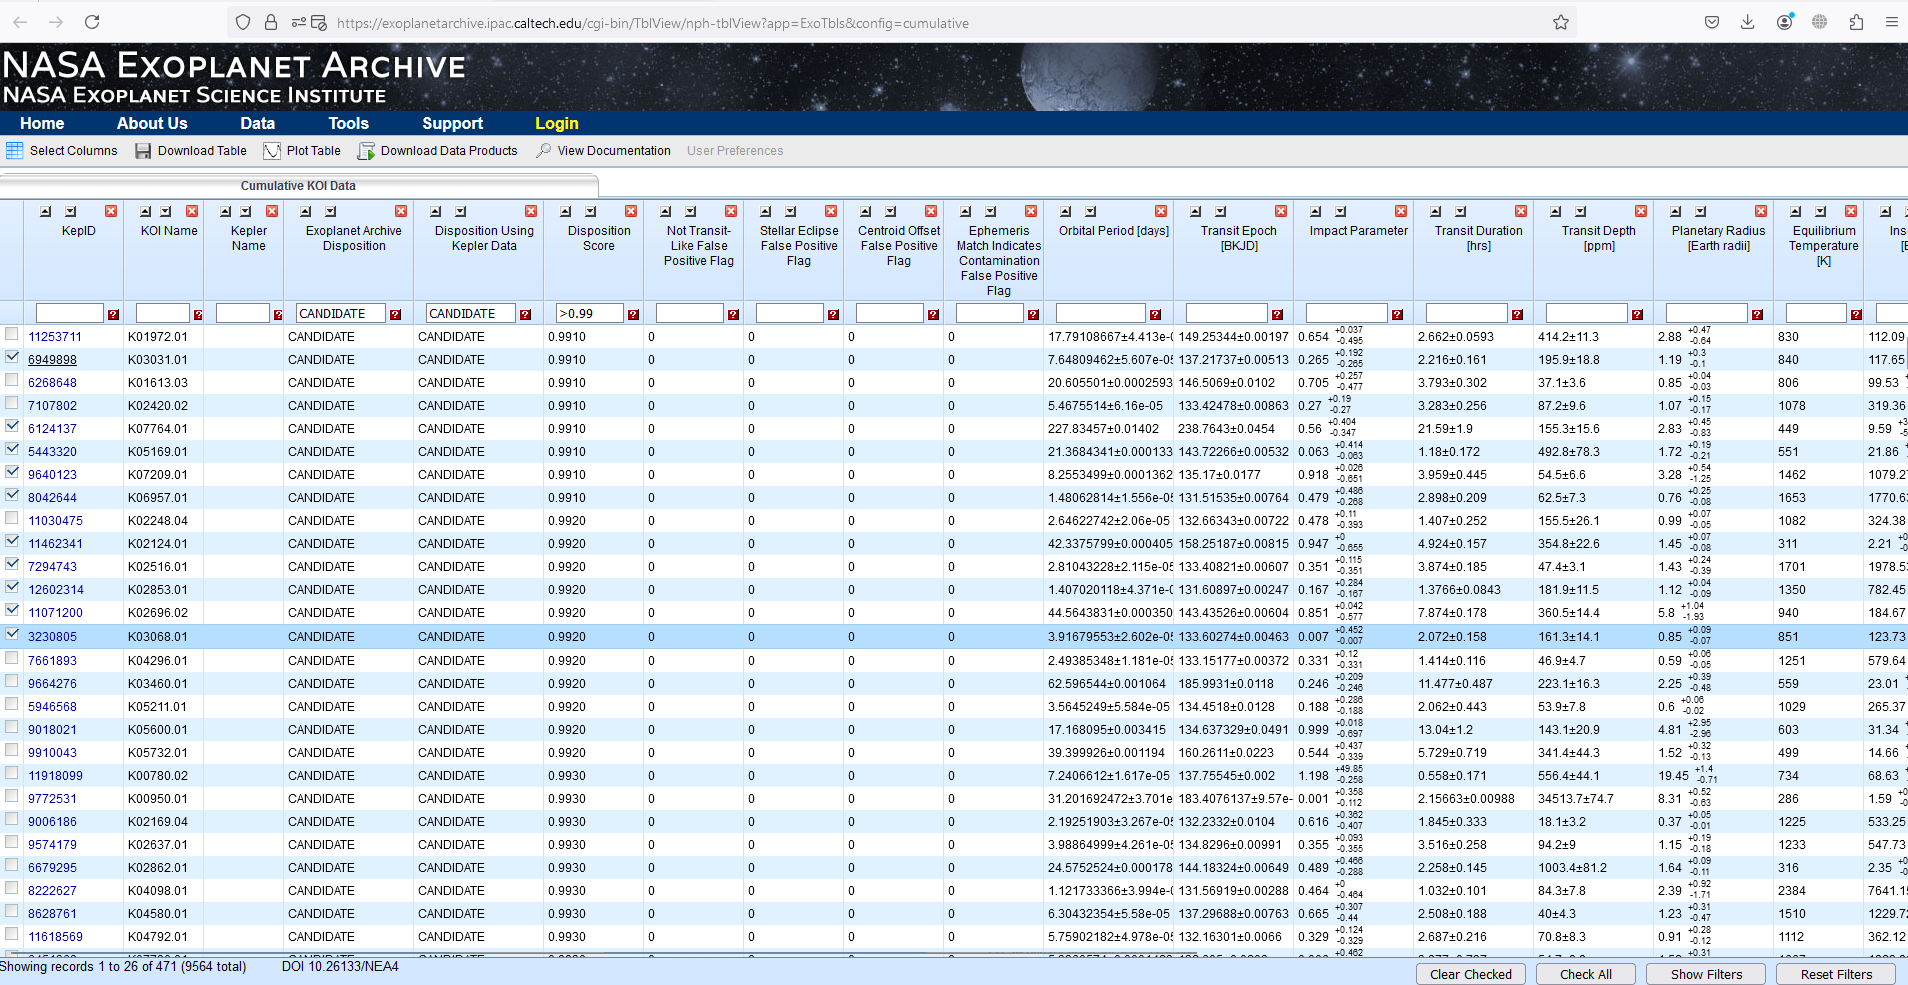 https://exoplanetarchive.ipac.caltech.edu/cgi-bin/TblView/nph-tblView?app=ExoTbls&config=cumulative
NASA EXOPLANET ARCHIVE
NASA EXOPLANET SCIENCE INSTITUTE
Home About Us Data Tools Support Login
Select Columns Download Table Plot Table Download Data Products View Documentation User Preferences
Cumulative KOI Data
KepID KOI Name Kepler Name Exoplanet Archive Disposition Disposition Using Kepler Data Disposition Score Not Transit-Like False Positive Flag Stellar Eclipse False Positive Flag Centroid Offset False Positive Flag Ephemeris Match Indicates Contamination False Positive Flag Orbital Period [days] Transit Epoch [BKJD] Impact Parameter Transit Duration [hrs] Transit Depth [ppm] Planetary Radius [Earth radii] Equilibrium Temperature [K] Ins [E
CANDIDATE CANDIDATE >0.99
11253711 K01972.01 CANDIDATE CANDIDATE 0.9910 0 0 0 0 17.79108667±4.413e-0 149.25344±0.00197 0.654 +0.037 -0.495 2.662±0.0593 414.2±11.3 2.88 +0.47 -0.64 830 112.09
6949898 K03031.01 CANDIDATE CANDIDATE 0.9910 0 0 0 0 7.64809462±5.607e-05 137.21737±0.00513 0.265 +0.192 -0.265 2.216±0.161 195.9±18.8 1.19 +0.3 -0.1 840 117.65
6268648 K01613.03 CANDIDATE CANDIDATE 0.9910 0 0 0 0 20.605501±0.0002593 146.5069±0.0102 0.705 +0.257 -0.477 3.793±0.302 37.1±3.6 0.85 +0.04 -0.03 806 99.53
7107802 K02420.02 CANDIDATE CANDIDATE 0.9910 0 0 0 0 5.4675514±6.16e-05 133.42478±0.00863 0.27 +0.19 -0.27 3.283±0.256 87.2±9.6 1.07 +0.15 -0.17 1078 319.36
6124137 K07764.01 CANDIDATE CANDIDATE 0.9910 0 0 0 0 227.83457±0.01402 238.7643±0.0454 0.56 +0.404 -0.347 21.59±1.9 155.3±15.6 2.83 +0.45 -0.83 449 9.59 +3 -5
5443320 K05169.01 CANDIDATE CANDIDATE 0.9910 0 0 0 0 21.3684341±0.000133 143.72266±0.00532 0.063 +0.414 -0.063 1.18±0.172 492.8±78.3 1.72 +0.19 -0.21 551 21.86
9640123 K07209.01 CANDIDATE CANDIDATE 0.9910 0 0 0 0 8.2553499±0.0001362 135.17±0.0177 0.918 +0.026 -0.651 3.959±0.445 54.5±6.6 3.28 +0.54 -1.25 1462 1079.2
8042644 K06957.01 CANDIDATE CANDIDATE 0.9910 0 0 0 0 1.48062814±1.556e-05 131.51535±0.00764 0.479 +0.486 -0.268 2.898±0.209 62.5±7.3 0.76 +0.25 -0.08 1653 1770.6
11030475 K02248.04 CANDIDATE CANDIDATE 0.9920 0 0 0 0 2.64622742±2.06e-05 132.66343±0.00722 0.478 +0.11 -0.393 1.407±0.252 155.5±26.1 0.99 +0.07 -0.05 1082 324.38
11462341 K02124.01 CANDIDATE CANDIDATE 0.9920 0 0 0 0 42.3375799±0.000405 158.25187±0.00815 0.947 +0 -0.655 4.924±0.157 354.8±22.6 1.45 +0.07 -0.08 311 2.21 +0 -0
7294743 K02516.01 CANDIDATE CANDIDATE 0.9920 0 0 0 0 2.81043228±2.115e-05 133.40821±0.00607 0.351 +0.115 -0.351 3.874±0.185 47.4±3.1 1.43 +0.24 -0.39 1701 1978.5
12602314 K02853.01 CANDIDATE CANDIDATE 0.9920 0 0 0 0 1.407020118±4.371e-0 131.60897±0.00247 0.167 +0.284 -0.167 1.3766±0.0843 181.9±11.5 1.12 +0.04 -0.09 1350 782.45
11071200 K02696.02 CANDIDATE CANDIDATE 0.9920 0 0 0 0 44.5643831±0.000350 143.43526±0.00604 0.851 +0.042 -0.577 7.874±0.178 360.5±14.4 5.8 +1.04 -1.93 940 184.67
3230805 K03068.01 CANDIDATE CANDIDATE 0.9920 0 0 0 0 3.91679553±2.602e-05 133.60274±0.00463 0.007 +0.452 -0.007 2.072±0.158 161.3±14.1 0.85 +0.09 -0.07 851 123.73
7661893 K04296.01 CANDIDATE CANDIDATE 0.9920 0 0 0 0 2.49385348±1.181e-05 133.15177±0.00372 0.331 +0.12 -0.331 1.414±0.116 46.9±4.7 0.59 +0.06 -0.05 1251 579.64
9664276 K03460.01 CANDIDATE CANDIDATE 0.9920 0 0 0 0 62.596544±0.001064 185.9931±0.0118 0.246 +0.209 -0.246 11.477±0.487 223.1±16.3 2.25 +0.39 -0.48 559 23.01
5946568 K05211.01 CANDIDATE CANDIDATE 0.9920 0 0 0 0 3.5645249±5.584e-05 134.4518±0.0128 0.188 +0.286 -0.188 2.062±0.443 53.9±7.8 0.6 +0.06 -0.02 1029 265.37
9018021 K05600.01 CANDIDATE CANDIDATE 0.9920 0 0 0 0 17.168095±0.003415 134.637329±0.0491 0.999 +0.018 -0.697 13.04±1.2 143.1±20.9 4.81 +2.95 -2.96 603 31.34
9910043 K05732.01 CANDIDATE CANDIDATE 0.9920 0 0 0 0 39.399926±0.001194 160.2611±0.0223 0.544 +0.437 -0.339 5.729±0.719 341.4±44.3 1.52 +0.32 -0.13 499 14.66
11918099 K00780.02 CANDIDATE CANDIDATE 0.9930 0 0 0 0 7.2406612±1.617e-05 137.75545±0.002 1.198 +49.85 -0.258 0.558±0.171 556.4±44.1 19.45 +1.4 -0.71 734 68.63
9772531 K00950.01 CANDIDATE CANDIDATE 0.9930 0 0 0 0 31.201692472±3.701e 183.4076137±9.57e- 0.001 +0.358 -0.112 2.15663±0.00988 34513.7±74.7 8.31 +0.52 -0.63 286 1.59 +0 -0
9006186 K02169.04 CANDIDATE CANDIDATE 0.9930 0 0 0 0 2.19251903±3.267e-05 132.2332±0.0104 0.616 +0.362 -0.407 1.845±0.333 18.1±3.2 0.37 +0.05 -0.01 1225 533.25
9574179 K02637.01 CANDIDATE CANDIDATE 0.9930 0 0 0 0 3.98864999±4.261e-05 134.8296±0.00991 0.355 +0.093 -0.355 3.516±0.258 94.2±9 1.15 +0.19 -0.18 1233 547.73
6679295 K02862.01 CANDIDATE CANDIDATE 0.9930 0 0 0 0 24.5752524±0.000178 144.18324±0.00649 0.489 +0.466 -0.288 2.258±0.145 1003.4±81.2 1.64 +0.09 -0.11 316 2.35 +0 -0
8222627 K04098.01 CANDIDATE CANDIDATE 0.9930 0 0 0 0 1.121733366±3.994e- 131.56919±0.00288 0.464 +0 -0.464 1.032±0.101 84.3±7.8 2.39 +0.92 -1.71 2384 7641.1
8628761 K04580.01 CANDIDATE CANDIDATE 0.9930 0 0 0 0 6.30432354±5.58e-05 137.29688±0.00763 0.665 +0.307 -0.44 2.508±0.188 40±4.3 1.23 +0.31 -0.47 1510 1229.7
11618569 K04792.01 CANDIDATE CANDIDATE 0.9930 0 0 0 0 5.75902182±4.978e-05 132.16301±0.0066 0.329 +0.124 -0.329 2.687±0.216 70.8±8.3 0.91 +0.28 -0.12 1112 362.12
+0.462 +0.31
Showing records 1 to 26 of 471 (9564 total) DOI 10.26133/NEA4
Clear Checked Check All Show Filters Reset Filters